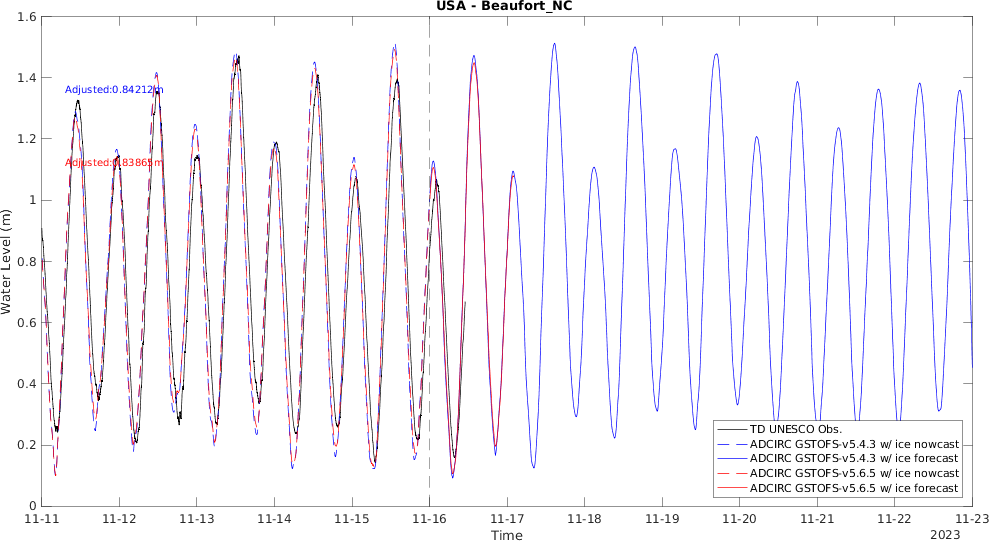 USA - Beaufort_NC
1.6
1.4
1.2
1
0.8
0.6
0.4
0.2
0
Water Level (m)
Adjusted:0.84212m
Adjusted:0.83865m
TD UNESCO Obs.
ADCIRC GSTOFS-v5.4.3 w/ ice nowcast
ADCIRC GSTOFS-v5.4.3 w/ ice forecast
ADCIRC GSTOFS-v5.6.5 w/ ice nowcast
ADCIRC GSTOFS-v5.6.5 w/ ice forecast
11-11 11-12 11-13 11-14 11-15 11-16 11-17 11-18 11-19 11-20 11-21 11-22 11-23
Time
2023